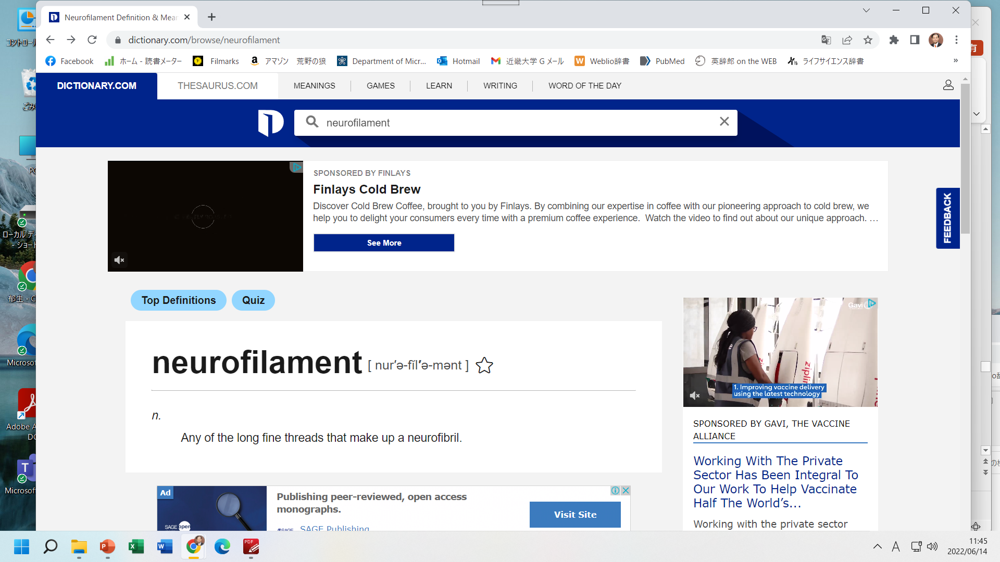 Neurofilament Definition & Mear
dictionary.com/browse/neurofilament
Facebook
ホーム - 読書メーター
Filmarks
アマゾン
荒野の狼
Department of Micr...
Hotmail
近畿大学 G メール
Weblio辞書
PubMed
英辞郎 on the WEB
ライフサイエンス辞書
»
DICTIONARY.COM
THESAURUS.COM
MEANINGS
GAMES
LEARN
WRITING
WORD OF THE DAY
neurofilament
SPONSORED BY FINLAYS
Finlays Cold Brew
Discover Cold Brew Coffee, brought to you by Finlays. By combining our expertise in coffee with our pioneering approach to cold brew, we
help you to delight your consumers every time with a premium coffee experience. Watch the video to find out about our unique approach. ...
See More
FEEDBACK
Top Definitions
Quiz
neurofilament [ nur′ə-fĭl′ə-mənt ]
n.
Any of the long fine threads that make up a neurofibril.
Gavi
zipline
1. Improving vaccine delivery
using the latest technology
SPONSORED BY GAVI, THE VACCINE
ALLIANCE
Working With The Private
Sector Has Been Integral To
Our Work To Help Vaccinate
Half The World's...
Working with the private sector
Ad
SAGE open
Publishing peer-reviewed, open access
monographs.
SAGE Publishing
Visit Site
コントロール
ごみ
PC
ローカル ディ
- ショート
郁生 - C
Microsof
Adobe A
DC
Microsof
有
A
11:45
2022/06/14